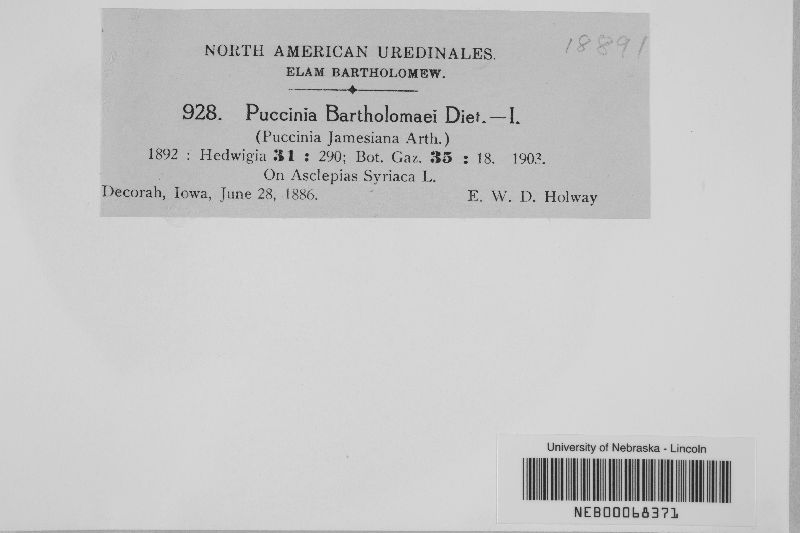 NORTH AMERICAN UREDINALES.
18891
ELAM BARTHOLOMEW.
928. Puccinia Bartholomaei Diet.—I.
(Puccinia Jamesiana Arth.)
1892 : Hedwigia 31 : 290; Bot. Gaz. 35 : 18. 1903.
On Asclepias Syriaca L.
Decorah, Iowa, June 28, 1886. E. W. D. Holway
University of Nebraska - Lincoln
NEB00068371